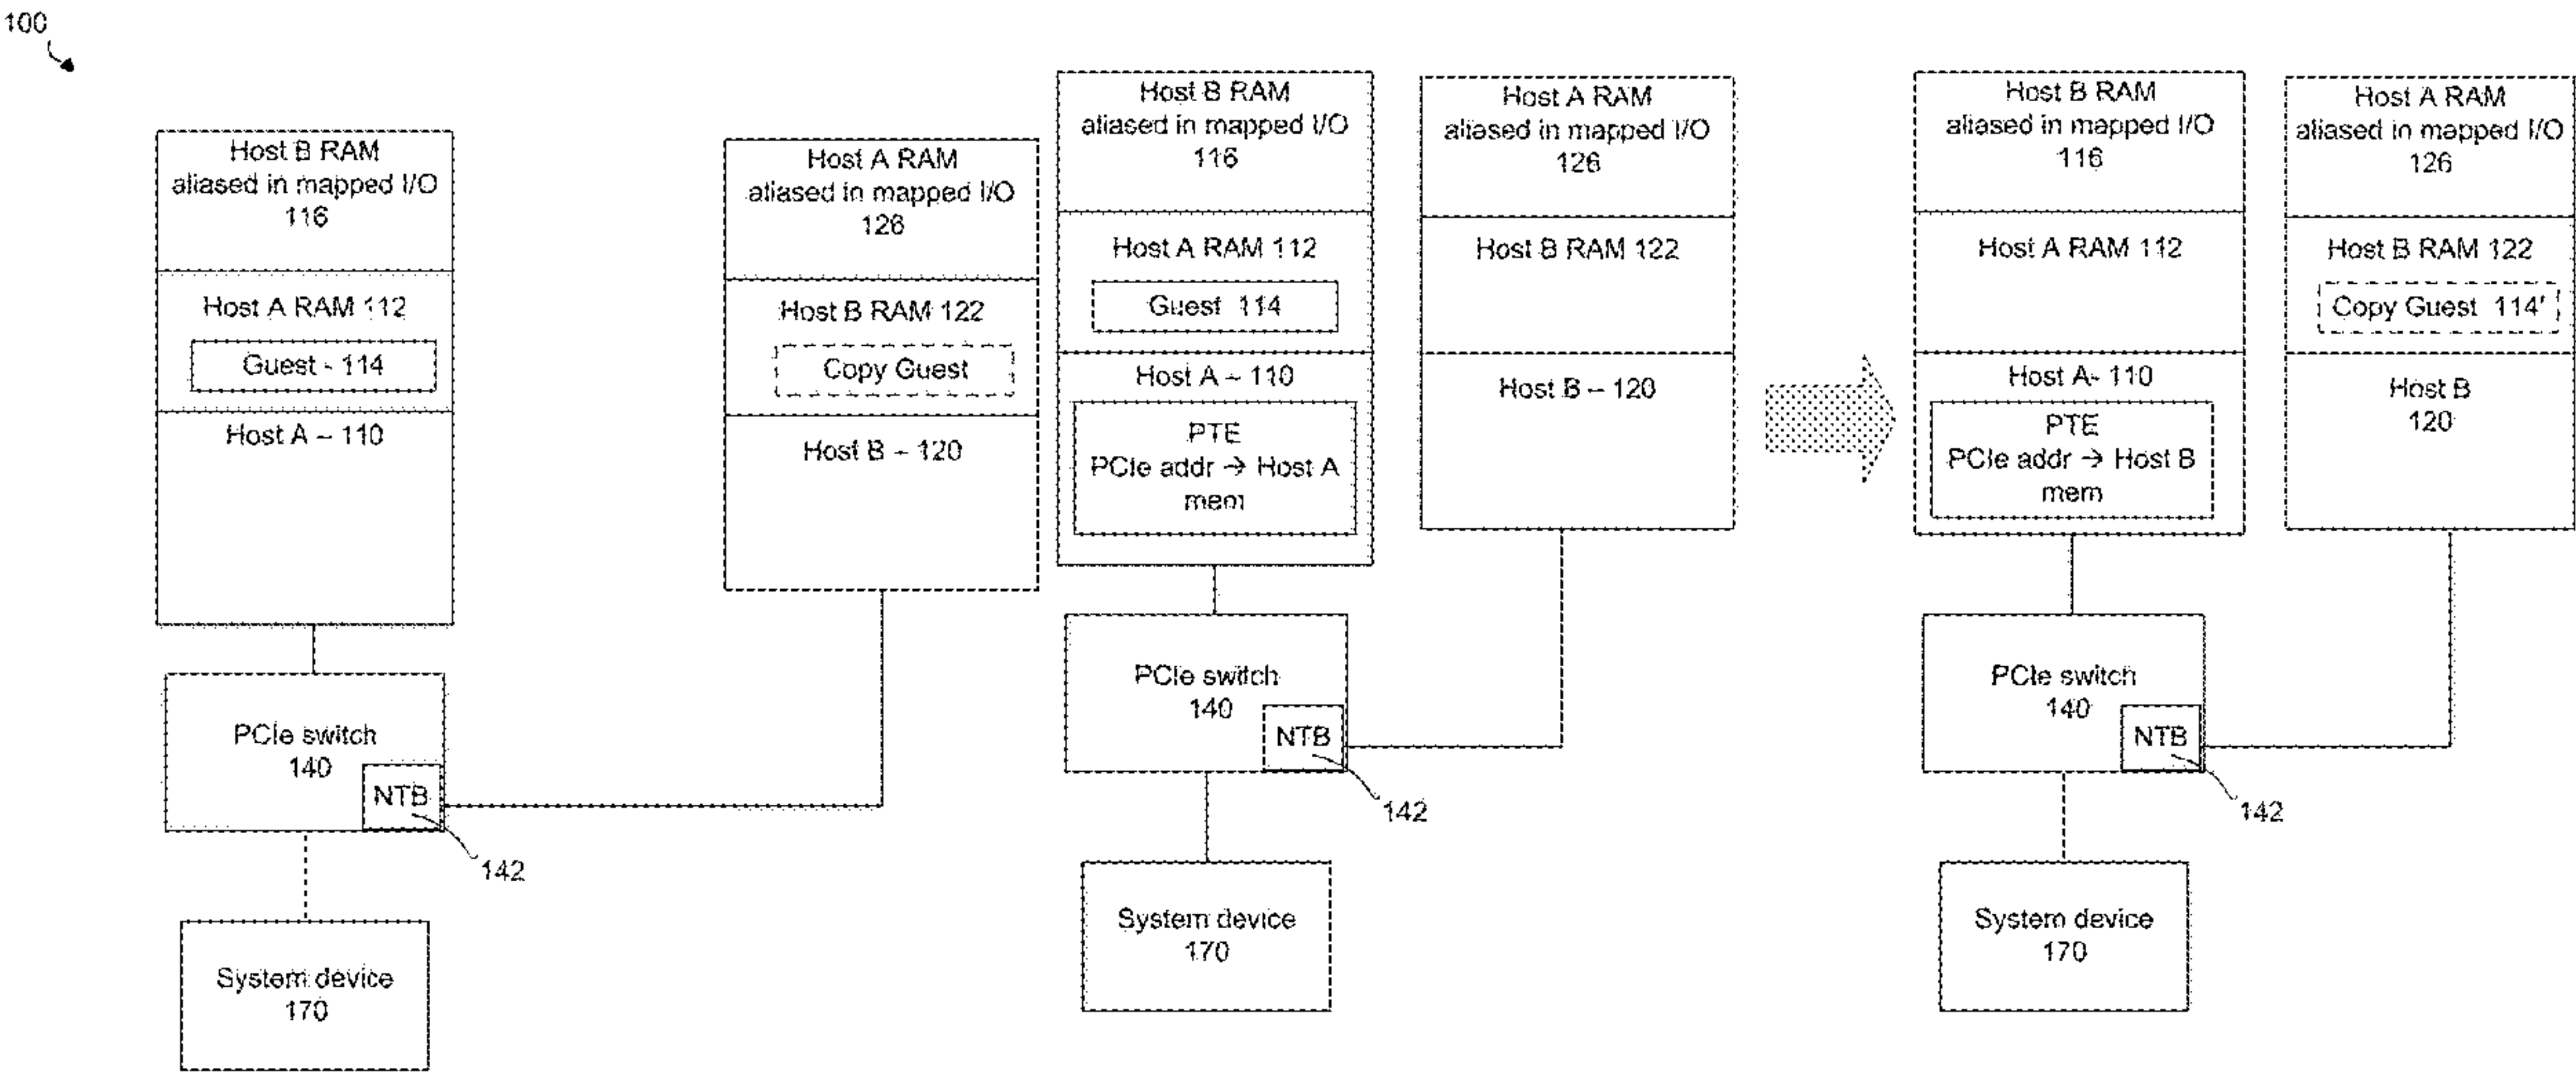 100
Host B RAM
aliased in mapped I/O
116
Host A RAM 112
Guest - 114
Host A – 110
PCIe switch
140
NTB
142
System device
170
Host A RAM
aliased in mapped I/O
126
Host B RAM 122
Copy Guest
Host B – 120
Host B RAM
aliased in mapped I/O
116
Host A RAM 112
Guest 114
Host A – 110
PTE
PCIe addr → Host A
mem
PCIe switch
140
NTB
142
System device
170
Host A RAM
aliased in mapped I/O
126
Host B RAM 122
Host B – 120
Host B RAM
aliased in mapped I/O
116
Host A RAM 112
Host A- 110
PTE
PCIe addr → Host B
mem
PCIe switch
140
NTB
142
System device
170
Host A RAM
aliased in mapped I/O
126
Host B RAM 122
Copy Guest 114'
Host B
120